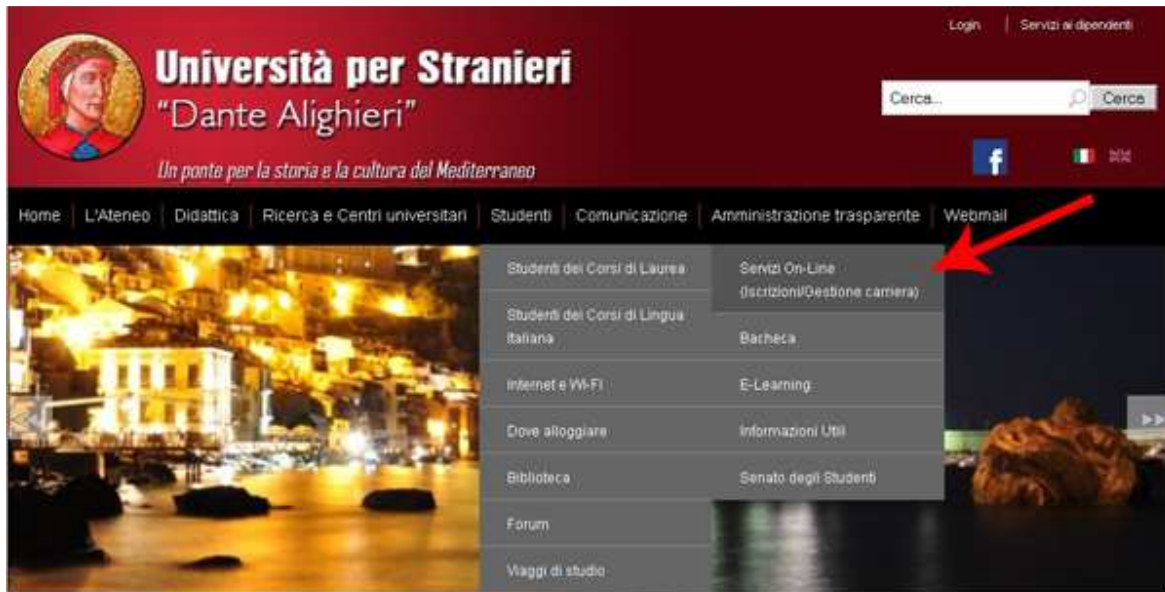 Login | Servizi ai dipendenti
Università per Stranieri
"Dante Alighieri"
Cerca... Cerca
Un ponte per la storia e la cultura del Mediterraneo
Home | L'Ateneo | Didattica | Ricerca e Centri universitari | Studenti | Comunicazione | Amministrazione trasparente | Webmail
Studenti dei Corsi di Laurea
Studenti dei Corsi di Lingua
Italiana
Internet e Wi-Fi
Dove alloggiare
Biblioteca
Forum
Viaggi di studio
Servizi On-Line
(Iscrizioni/Gestione carriera)
Bacheca
E-Learning
Informazioni Utili
Senato degli Studenti